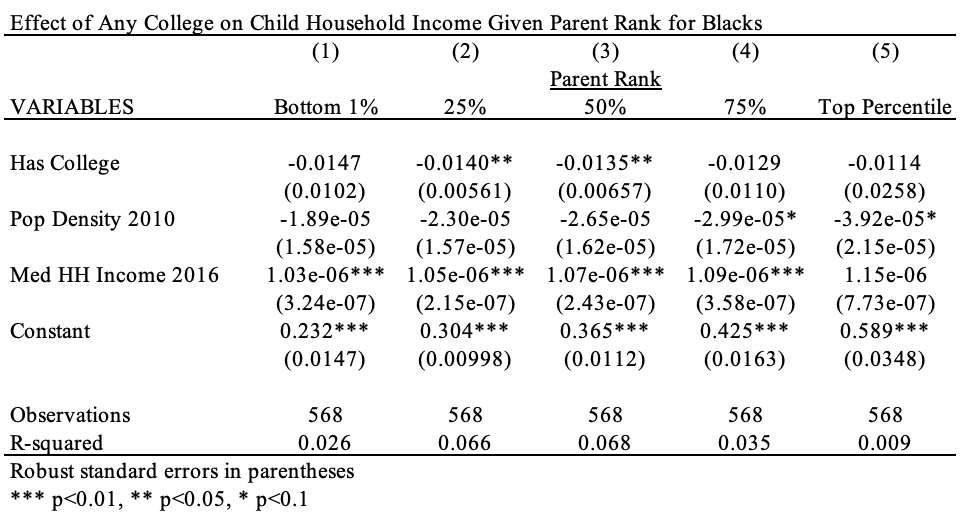 Effect of Any College on Child Household Income Given Parent Rank for Blacks
(1) (2) (3) (4) (5)
Parent Rank
VARIABLES Bottom 1% 25% 50% 75% Top Percentile
Has College -0.0147 -0.0140** -0.0135** -0.0129 -0.0114
(0.0102) (0.00561) (0.00657) (0.0110) (0.0258)
Pop Density 2010 -1.89e-05 -2.30e-05 -2.65e-05 -2.99e-05* -3.92e-05*
(1.58e-05) (1.57e-05) (1.62e-05) (1.72e-05) (2.15e-05)
Med HH Income 2016 1.03e-06*** 1.05e-06*** 1.07e-06*** 1.09e-06*** 1.15e-06
(3.24e-07) (2.15e-07) (2.43e-07) (3.58e-07) (7.73e-07)
Constant 0.232*** 0.304*** 0.365*** 0.425*** 0.589***
(0.0147) (0.00998) (0.0112) (0.0163) (0.0348)
Observations 568 568 568 568 568
R-squared 0.026 0.066 0.068 0.035 0.009
Robust standard errors in parentheses
*** p<0.01, ** p<0.05, * p<0.1